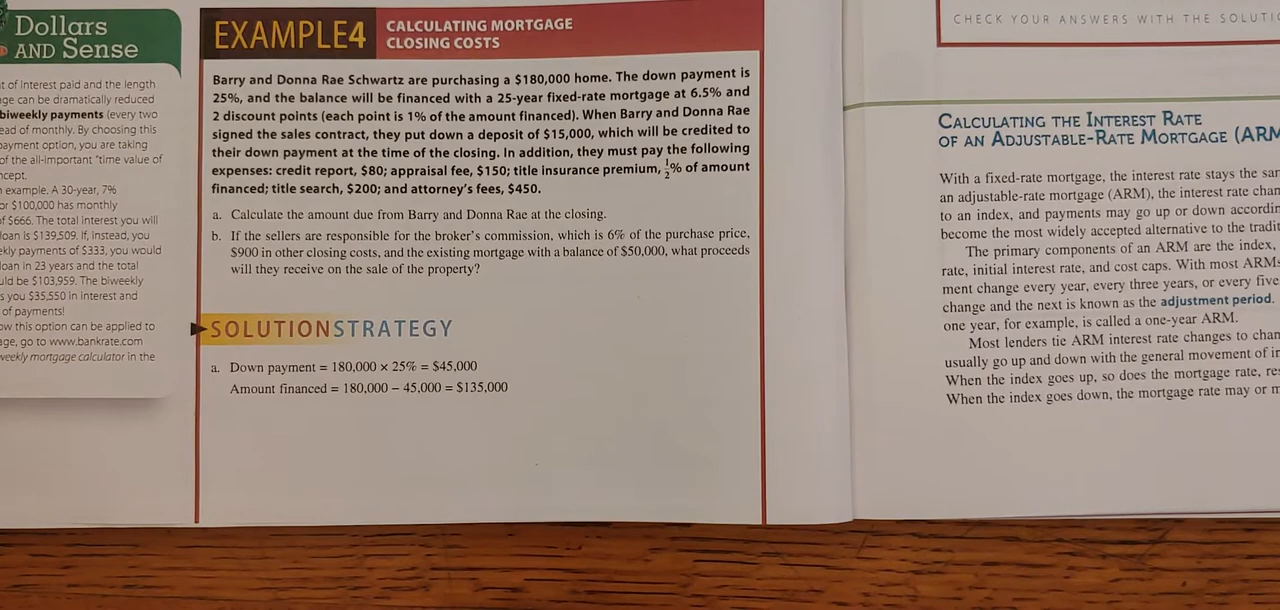 Dollars
AND Sense
t of interest paid and the length
ge can be dramatically reduced
biweekly payments (every two
ead of monthly. By choosing this
payment option, you are taking
of the all-important "time value of
ncept.
example. A 30-year, 7%
or $100,000 has monthly
of $666. The total interest you will
loan is $139,509. If, instead, you
ekly payments of $333, you would
loan in 23 years and the total
uld be $103,959. The biweekly
s you $35,550 in interest and
of payments!
ow this option can be applied to
age, go to www.bankrate.com
weekly mortgage calculator in the
EXAMPLE4 CALCULATING MORTGAGE
CLOSING COSTS
Barry and Donna Rae Schwartz are purchasing a $180,000 home. The down payment is
25%, and the balance will be financed with a 25-year fixed-rate mortgage at 6.5% and
2 discount points (each point is 1% of the amount financed). When Barry and Donna Rae
signed the sales contract, they put down a deposit of $15,000, which will be credited to
their down payment at the time of the closing. In addition, they must pay the following
expenses: credit report, $80; appraisal fee, $150; title insurance premium, ½% of amount
financed; title search, $200; and attorney's fees, $450.
a. Calculate the amount due from Barry and Donna Rae at the closing.
b. If the sellers are responsible for the broker's commission, which is 6% of the purchase price,
$900 in other closing costs, and the existing mortgage with a balance of $50,000, what proceeds
will they receive on the sale of the property?
SOLUTIONSTRATEGY
a. Down payment = 180,000 × 25% = $45,000
Amount financed = 180,000 − 45,000 = $135,000
CHECK YOUR ANSWERS WITH THE SOLUTIO
CALCULATING THE INTEREST RATE
OF AN ADJUSTABLE-RATE MORTGAGE (ARM
With a fixed-rate mortgage, the interest rate stays the sam
an adjustable-rate mortgage (ARM), the interest rate chan
to an index, and payments may go up or down accordin
become the most widely accepted alternative to the tradit
The primary components of an ARM are the index,
rate, initial interest rate, and cost caps. With most ARMs
ment change every year, every three years, or every five
change and the next is known as the adjustment period.
one year, for example, is called a one-year ARM.
Most lenders tie ARM interest rate changes to chan
usually go up and down with the general movement of in
When the index goes up, so does the mortgage rate, res
When the index goes down, the mortgage rate may or m